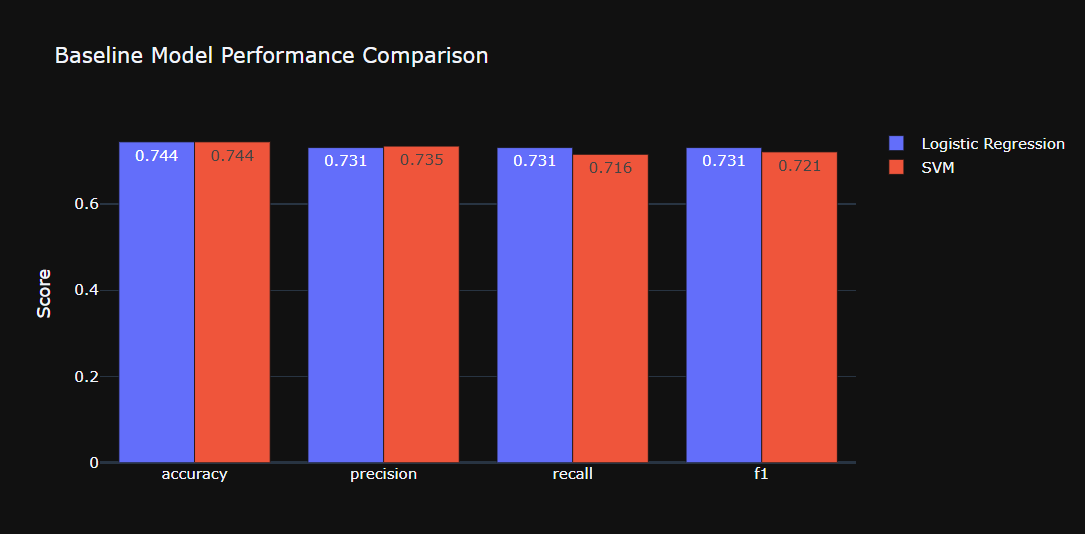 Baseline Model Performance Comparison
Logistic Regression
SVM
0.744
0.744
0.731
0.735
0.731
0.716
0.731
0.721
Score
0.6
0.4
0.2
0
accuracy
precision
recall
f1